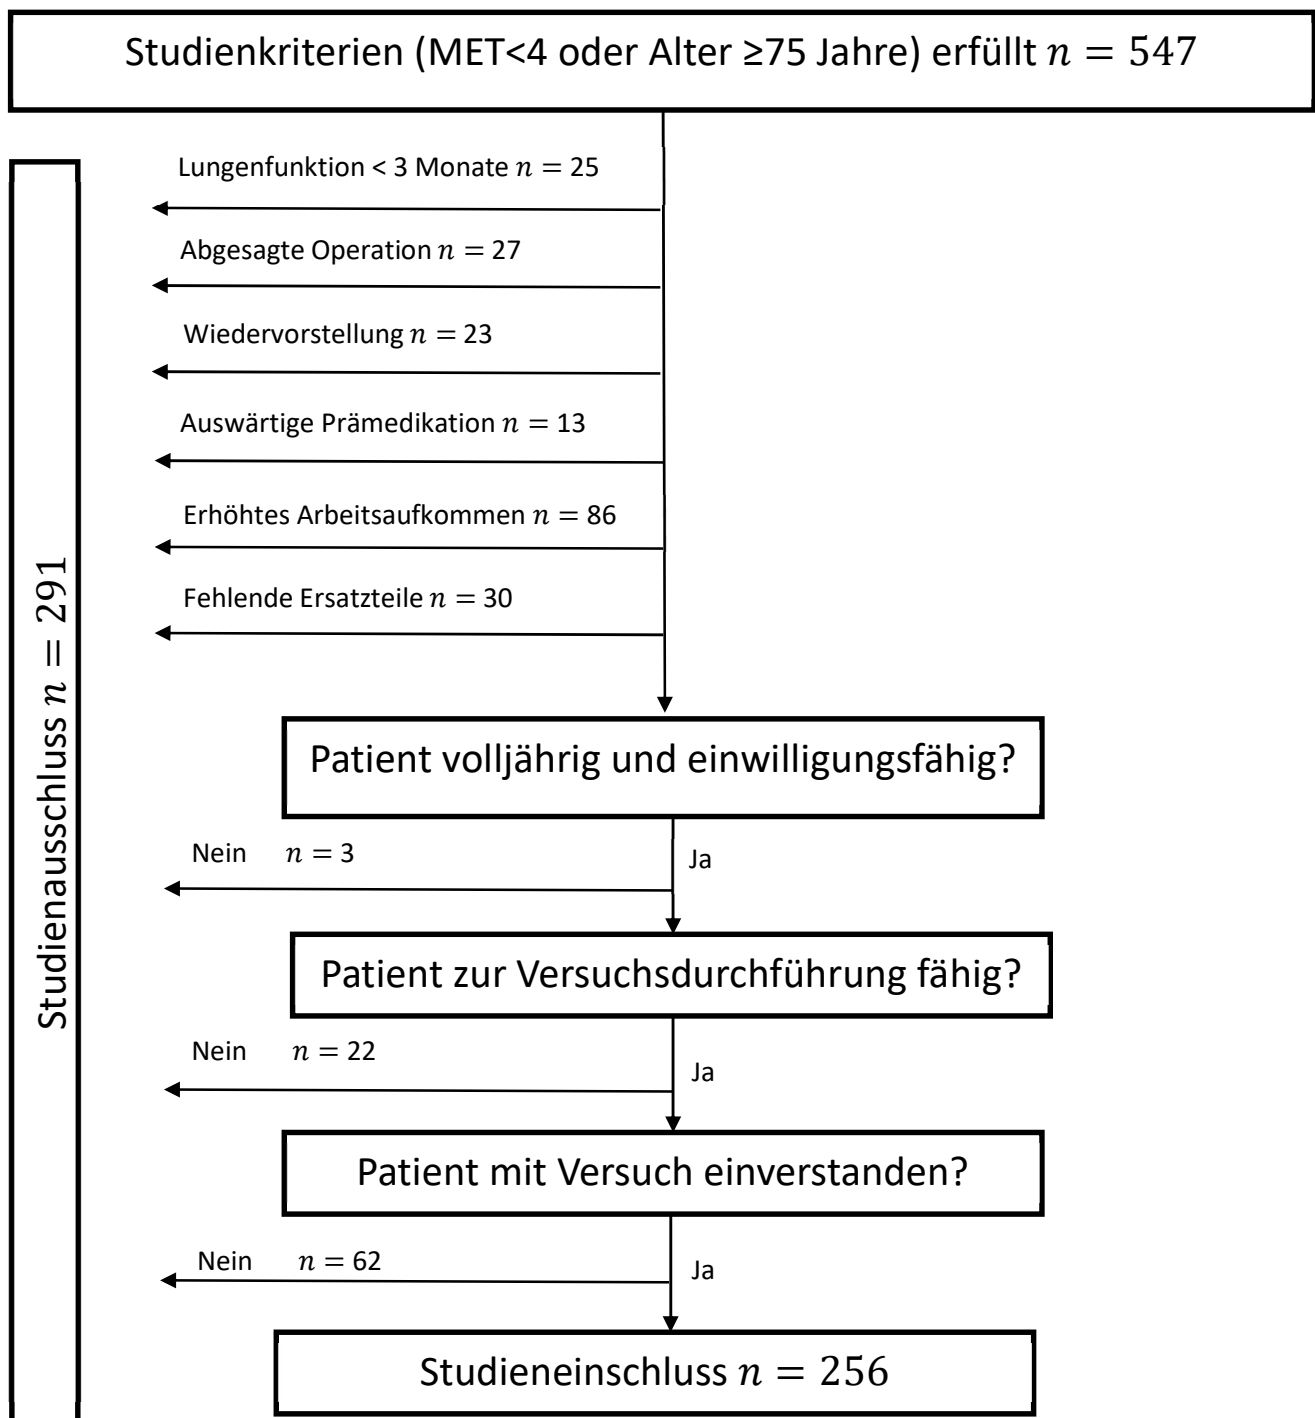 Studienkriterien (MET<4 oder Alter ≥75 Jahre) erfüllt n = 547
Lungenfunktion < 3 Monate n = 25
Abgesagte Operation n = 27
Wiedervorstellung n = 23
Auswärtige Prämedikation n = 13
Erhöhtes Arbeitsaufkommen n = 86
Fehlende Ersatzteile n = 30
Studienausschluss n = 291
Patient volljährig und einwilligungsfähig?
Nein n = 3
Ja
Patient zur Versuchsdurchführung fähig?
Nein n = 22
Ja
Patient mit Versuch einverstanden?
Nein n = 62
Ja
Studieneinschluss n = 256